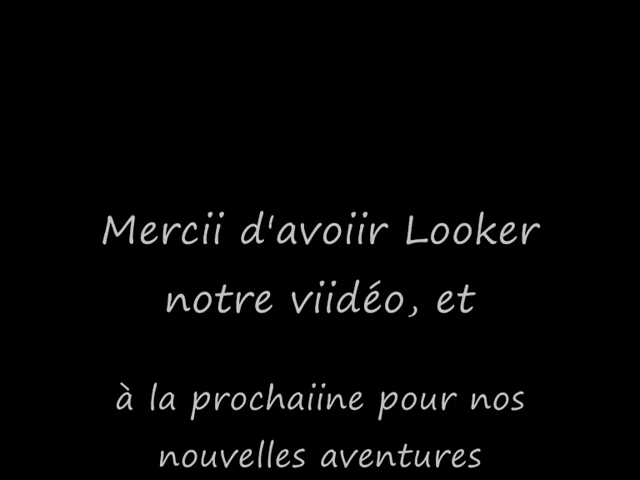 Mercii d'avoiir Looker
notre viidéo, et
à la prochaiine pour nos
nouvelles aventures